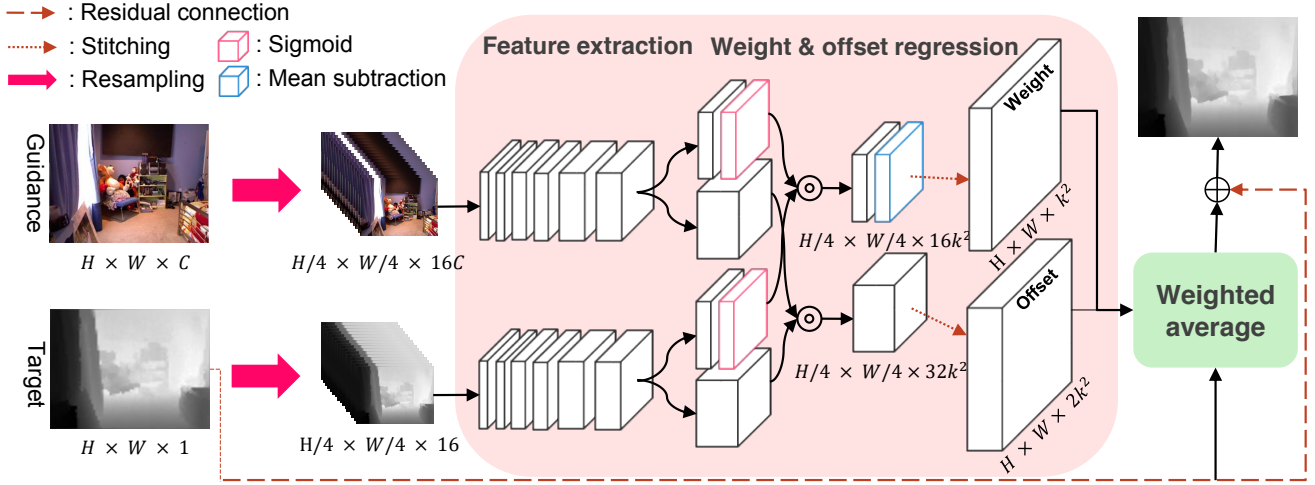 : Residual connection
: Stitching
: Sigmoid
: Resampling
: Mean subtraction
Feature extraction
Weight & offset regression
Guidance
H × W × C
H/4 × W/4 × 16C
Target
H × W × 1
H/4 × W/4 × 16
H/4 × W/4 × 16k²
H/4 × W/4 × 32k²
Weight
H × W × k²
Offset
H × W × 2k²
Weighted
average